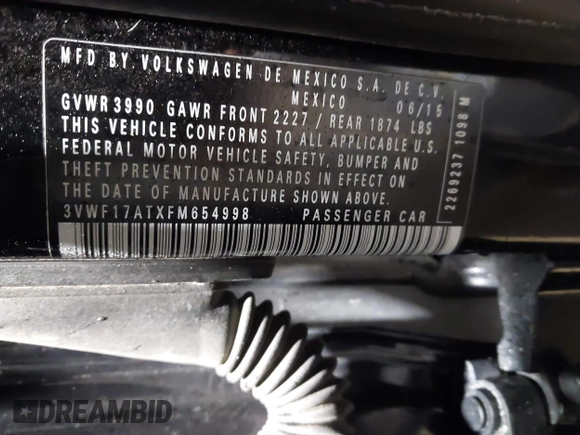 MFD BY VOLKSWAGEN DE MEXICO S.A. DE C.V.
MEXICO 06/15
GVWR 3990 GAWR FRONT 2227 / REAR 1874 LBS
THIS VEHICLE CONFORMS TO ALL APPLICABLE U.S.
FEDERAL MOTOR VEHICLE SAFETY, BUMPER AND
THEFT PREVENTION STANDARDS IN EFFECT ON
THE DATE OF MANUFACTURE SHOWN ABOVE.
3VWF17ATXFM654998 PASSENGER CAR
2269237 1098 M
DREAMBID